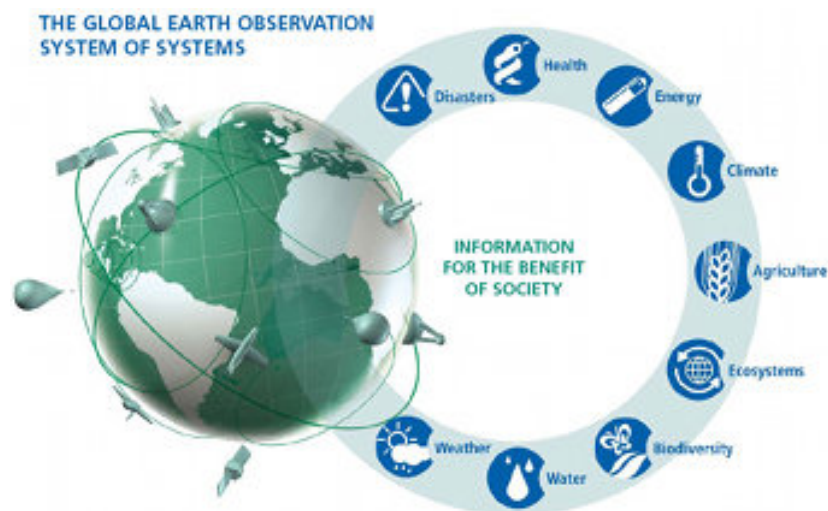 THE GLOBAL EARTH OBSERVATION
SYSTEM OF SYSTEMS
Disasters
Health
Energy
Climate
Agriculture
Ecosystems
Biodiversity
Water
Weather
INFORMATION
FOR THE BENEFIT
OF SOCIETY